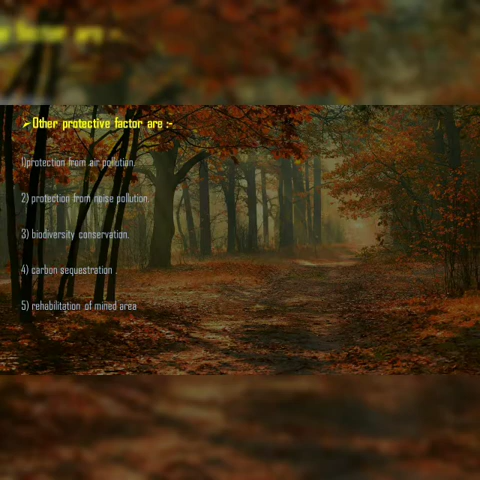 ➢Other protective factor are :-
1)protection from air pollution.
2) protection from noise pollution.
3) biodiversity conservation.
4) carbon sequestration .
5) rehabilitation of mined area